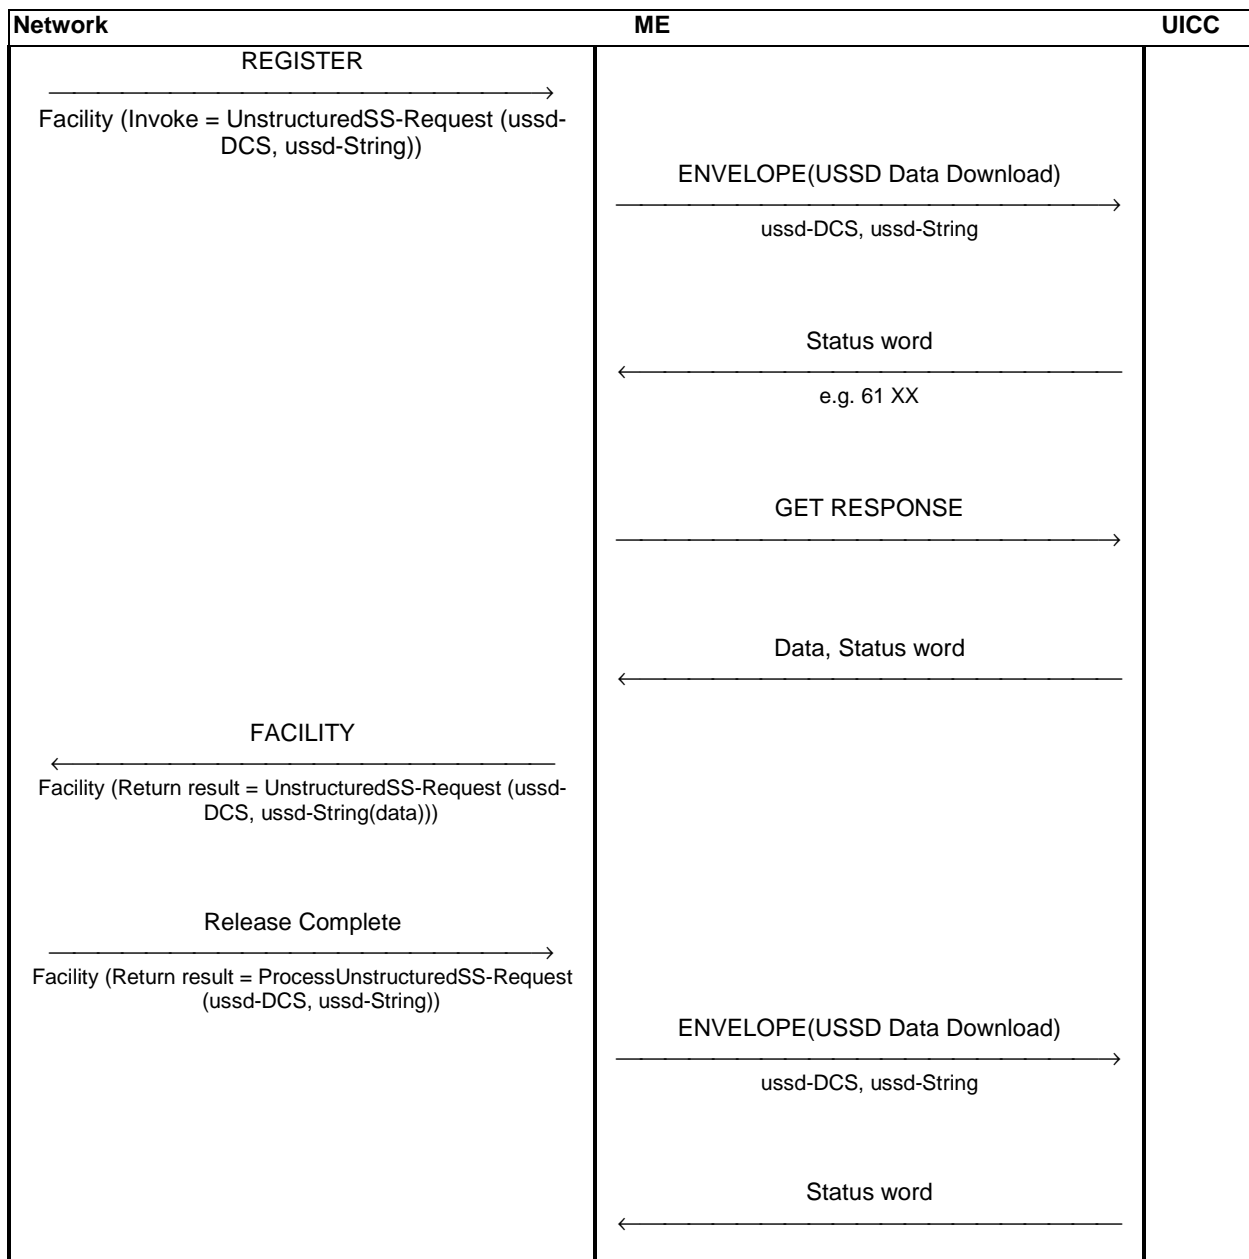 Network ME UICC
REGISTER
Facility (Invoke = UnstructuredSS-Request (ussd-
DCS, ussd-String))
ENVELOPE(USSD Data Download)
ussd-DCS, ussd-String
Status word
e.g. 61 XX
GET RESPONSE
Data, Status word
FACILITY
Facility (Return result = UnstructuredSS-Request (ussd-
DCS, ussd-String(data)))
Release Complete
Facility (Return result = ProcessUnstructuredSS-Request
(ussd-DCS, ussd-String))
ENVELOPE(USSD Data Download)
ussd-DCS, ussd-String
Status word